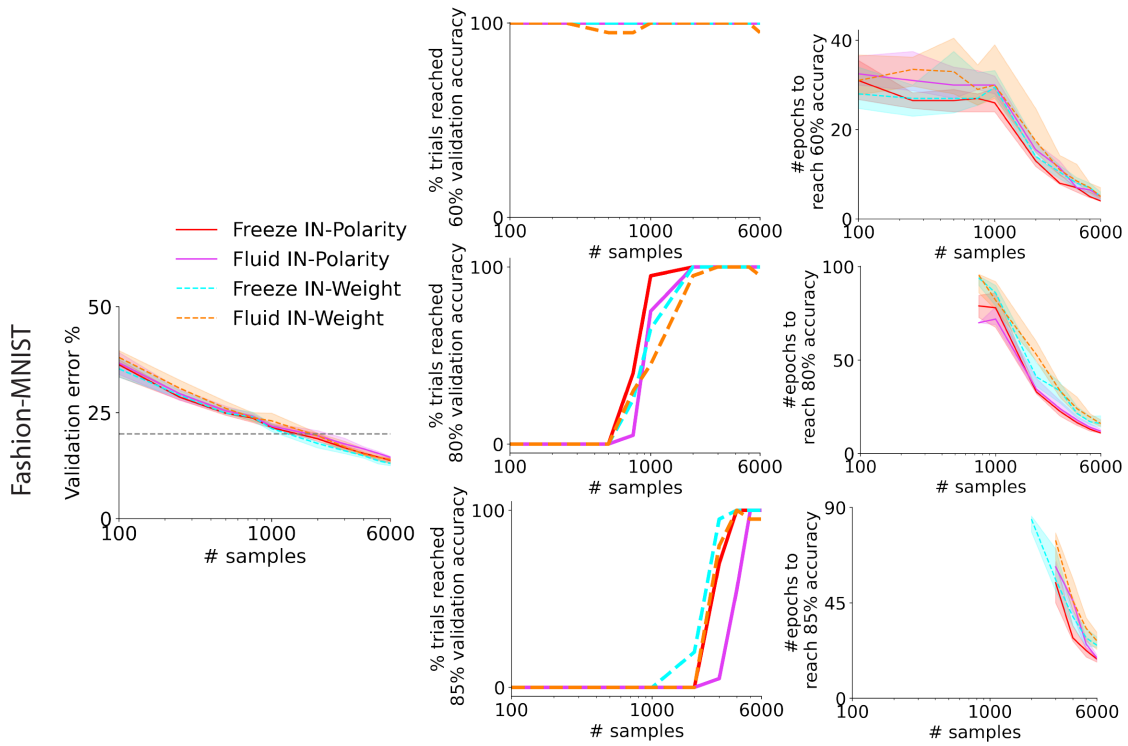 Fashion-MNIST
Freeze IN-Polarity
Fluid IN-Polarity
Freeze IN-Weight
Fluid IN-Weight
Validation error %
50
25
0
100
1000
6000
# samples
% trials reached
60% validation accuracy
100
0
100
1000
6000
# samples
#epochs to
reach 60% accuracy
40
20
0
100
1000
6000
# samples
% trials reached
80% validation accuracy
100
0
100
1000
6000
# samples
#epochs to
reach 80% accuracy
100
50
0
100
1000
6000
# samples
% trials reached
85% validation accuracy
100
0
100
1000
6000
# samples
#epochs to
reach 85% accuracy
90
45
0
100
1000
6000
# samples